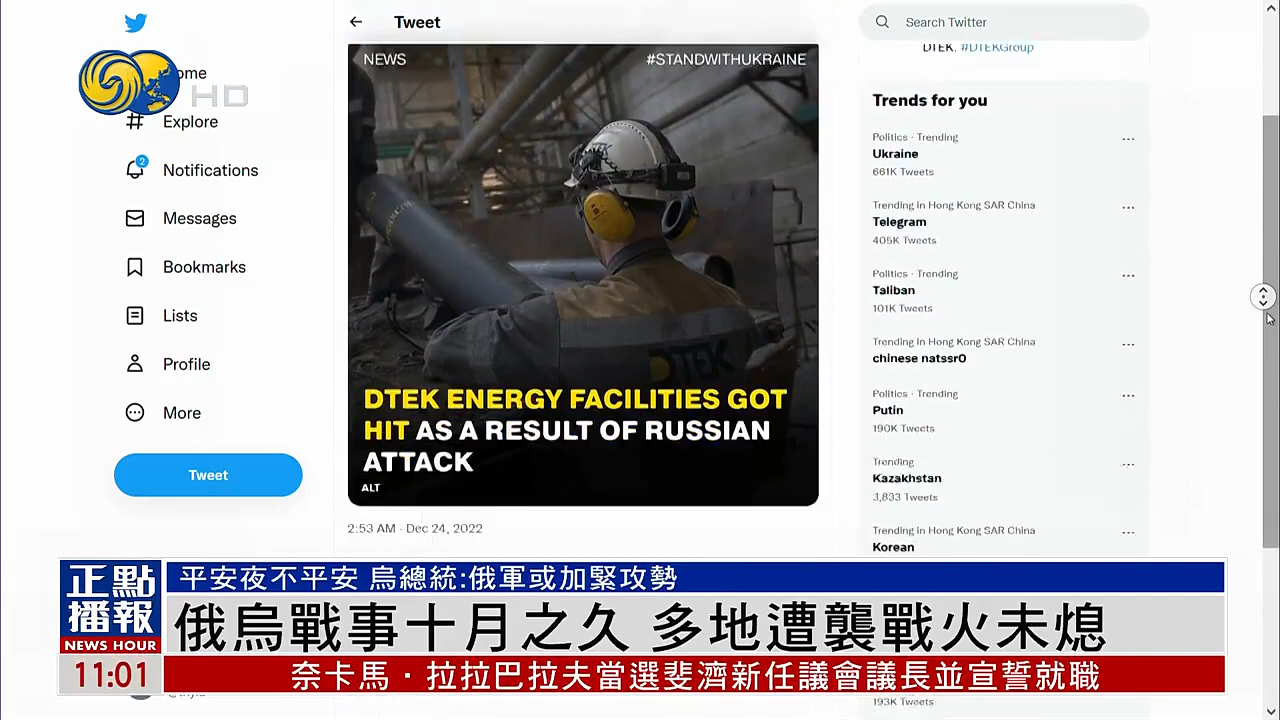 Tweet
Search Twitter
DTEK. #DTEKGroup
ome
HD
Explore
2
Notifications
Messages
Bookmarks
Lists
Profile
More
Tweet
NEWS
#STANDWITHUKRAINE
DTEK
DTEK ENERGY FACILITIES GOT
HIT AS A RESULT OF RUSSIAN
ATTACK
ALT
2:53 AM · Dec 24, 2022
Trends for you
Politics · Trending
Ukraine
661K Tweets
Trending in Hong Kong SAR China
Telegram
405K Tweets
Politics · Trending
Taliban
101K Tweets
Trending in Hong Kong SAR China
chinese natssr0
Politics · Trending
Putin
190K Tweets
Trending
Kazakhstan
3,833 Tweets
Trending in Hong Kong SAR China
Korean
正點
播報
NEWS HOUR
11:01
平安夜不平安 烏總統:俄軍或加緊攻勢
俄烏戰事十月之久 多地遭襲戰火未熄
奈卡馬·拉拉巴拉夫當選斐濟新任議會議長並宣誓就職
193K Tweets